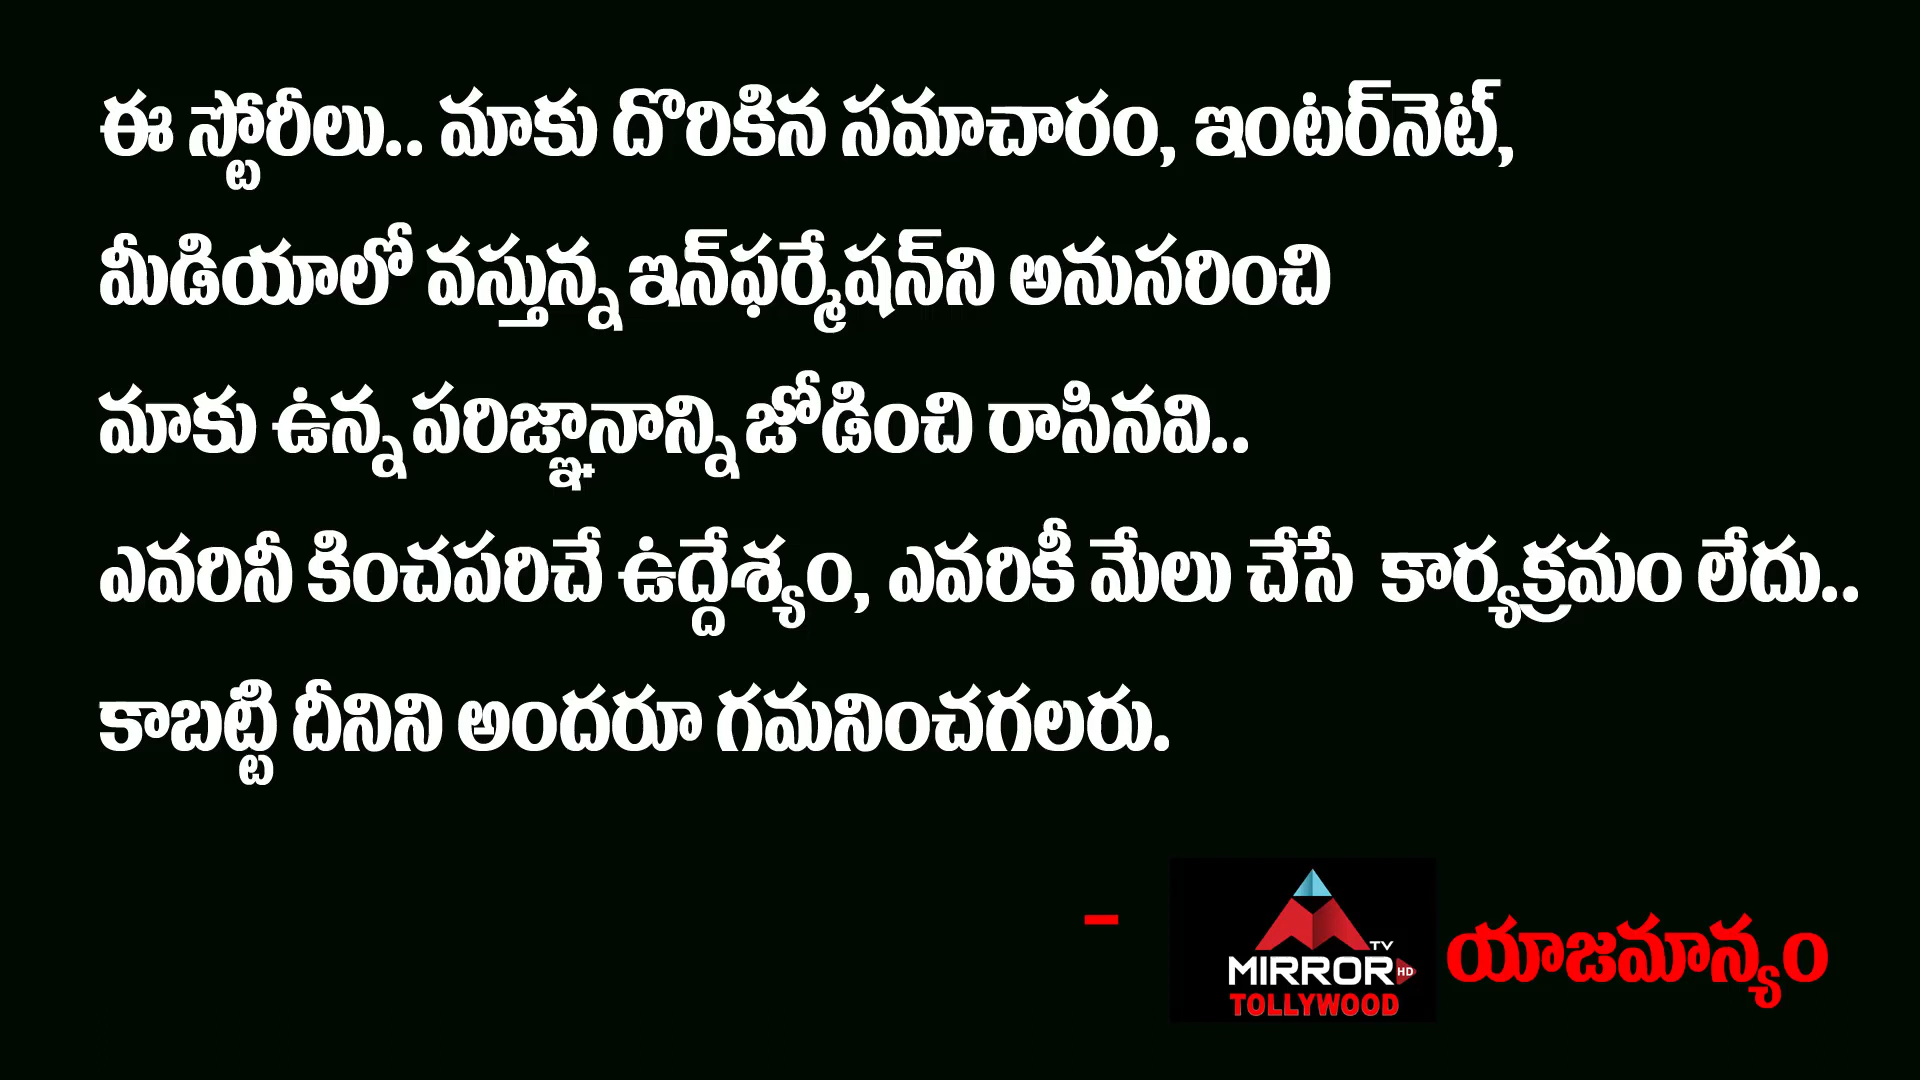 ఈ స్టోరీలు.. మాకు దొరికిన సమాచారం, ఇంటర్‌నెట్,
మీడియాలో వస్తున్న ఇన్‌ఫర్మేషన్‌ని అనుసరించి
మాకు ఉన్న పరిజ్ఞానాన్ని జోడించి రాసినవి..
ఎవరినీ కించపరిచే ఉద్దేశ్యం, ఎవరికీ మేలు చేసే కార్యక్రమం లేదు..
కాబట్టి దీనిని అందరూ గమనించగలరు.
- TV MIRROR HD TOLLYWOOD యాజమాన్యం